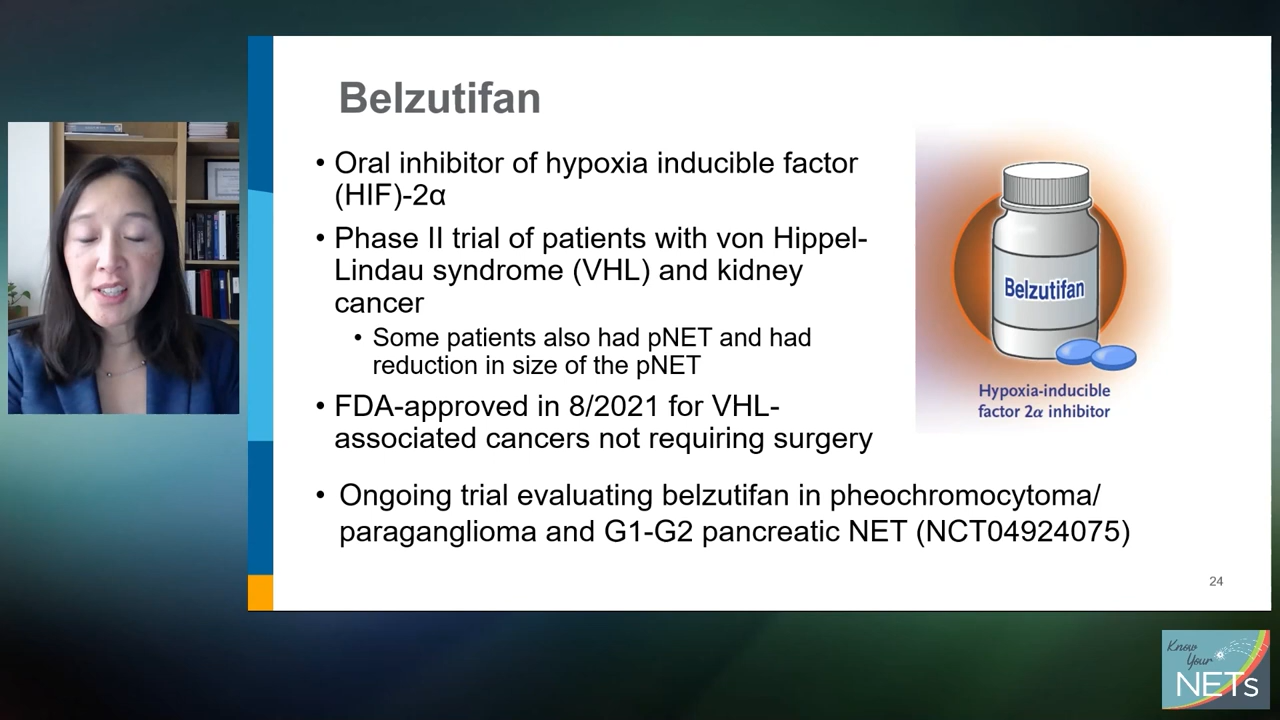 Belzutifan
• Oral inhibitor of hypoxia inducible factor
(HIF)-2α
• Phase II trial of patients with von Hippel-
Lindau syndrome (VHL) and kidney
cancer
• Some patients also had pNET and had
reduction in size of the pNET
• FDA-approved in 8/2021 for VHL-
associated cancers not requiring surgery
• Ongoing trial evaluating belzutifan in pheochromocytoma/
paraganglioma and G1-G2 pancreatic NET (NCT04924075)
Belzutifan
Hypoxia-inducible
factor 2α inhibitor
24
Know
Your
NETs